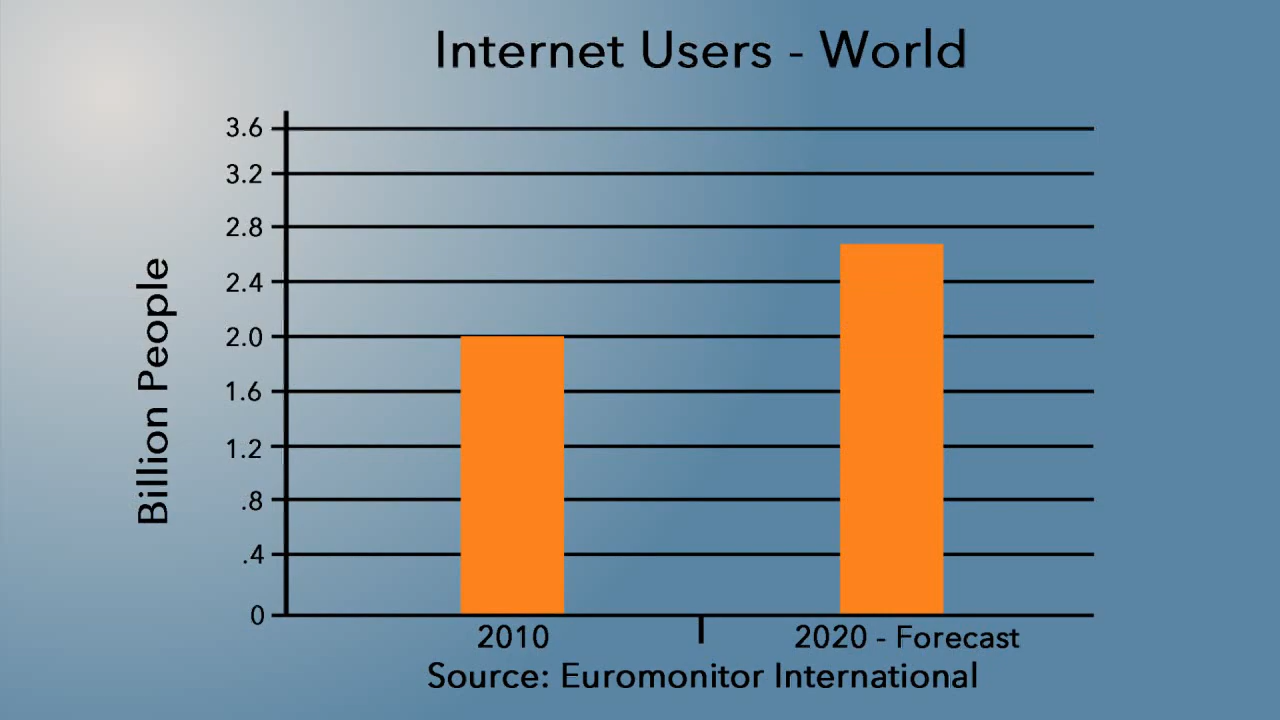 Internet Users - World
Billion People
3.6
3.2
2.8
2.4
2.0
1.6
1.2
.8
.4
0
2010
2020 - Forecast
Source: Euromonitor International